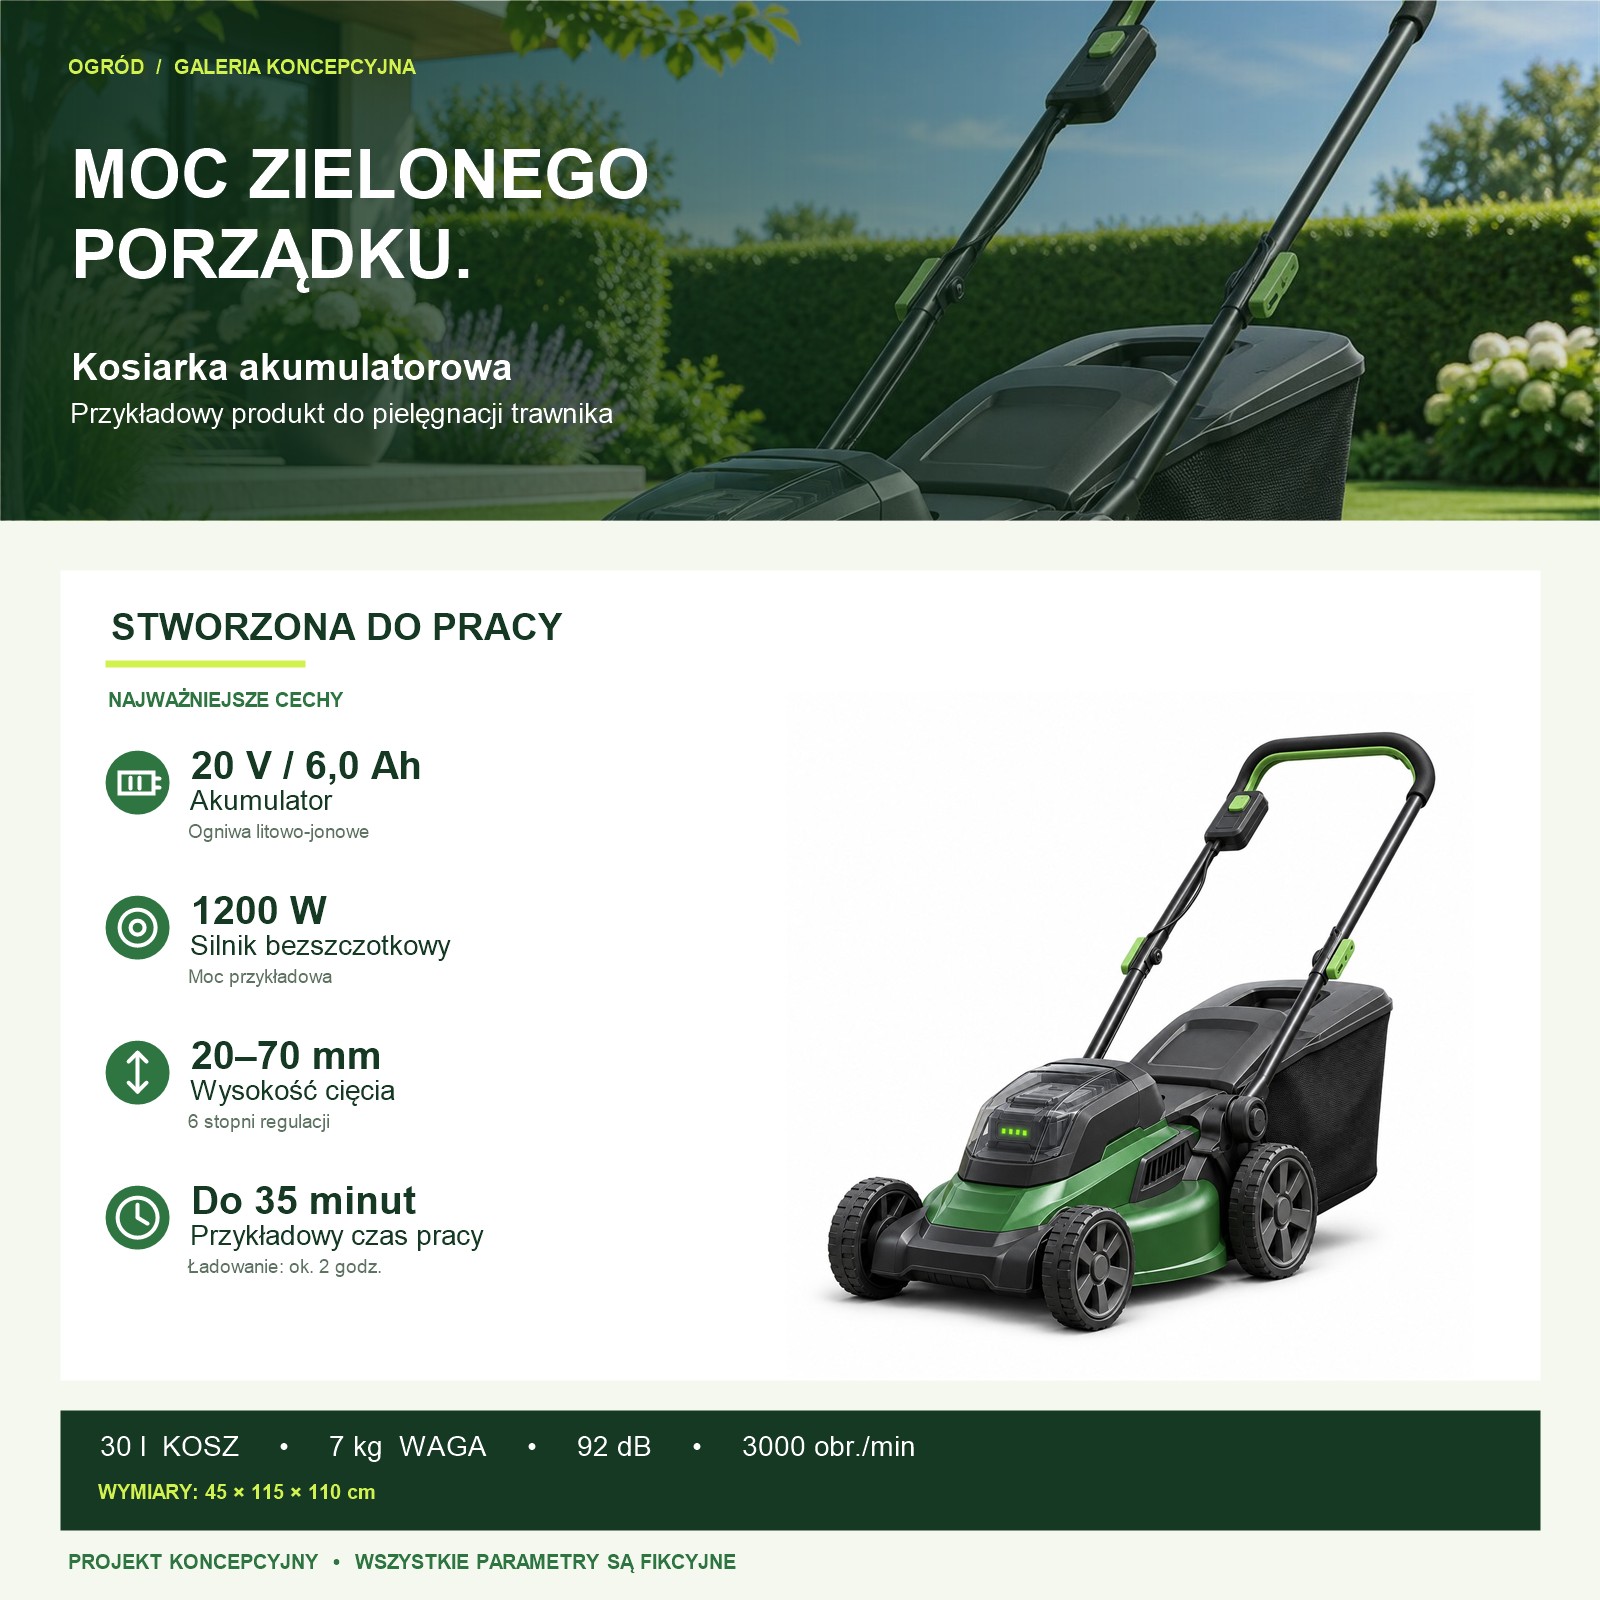 OGRÓD / GALERIA KONCEPCYJNA
MOC ZIELONEGO
PORZĄDKU.
Kosiarka akumulatorowa
Przykładowy produkt do pielęgnacji trawnika
STWORZONA DO PRACY
NAJWAŻNIEJSZE CECHY
20 V / 6,0 Ah
Akumulator
Ogniwa litowo-jonowe
1200 W
Silnik bezszczotkowy
Moc przykładowa
20–70 mm
Wysokość cięcia
6 stopni regulacji
Do 35 minut
Przykładowy czas pracy
Ładowanie: ok. 2 godz.
30 l KOSZ • 7 kg WAGA • 92 dB • 3000 obr./min
WYMIARY: 45 × 115 × 110 cm
PROJEKT KONCEPCYJNY • WSZYSTKIE PARAMETRY SĄ FIKCYJNE